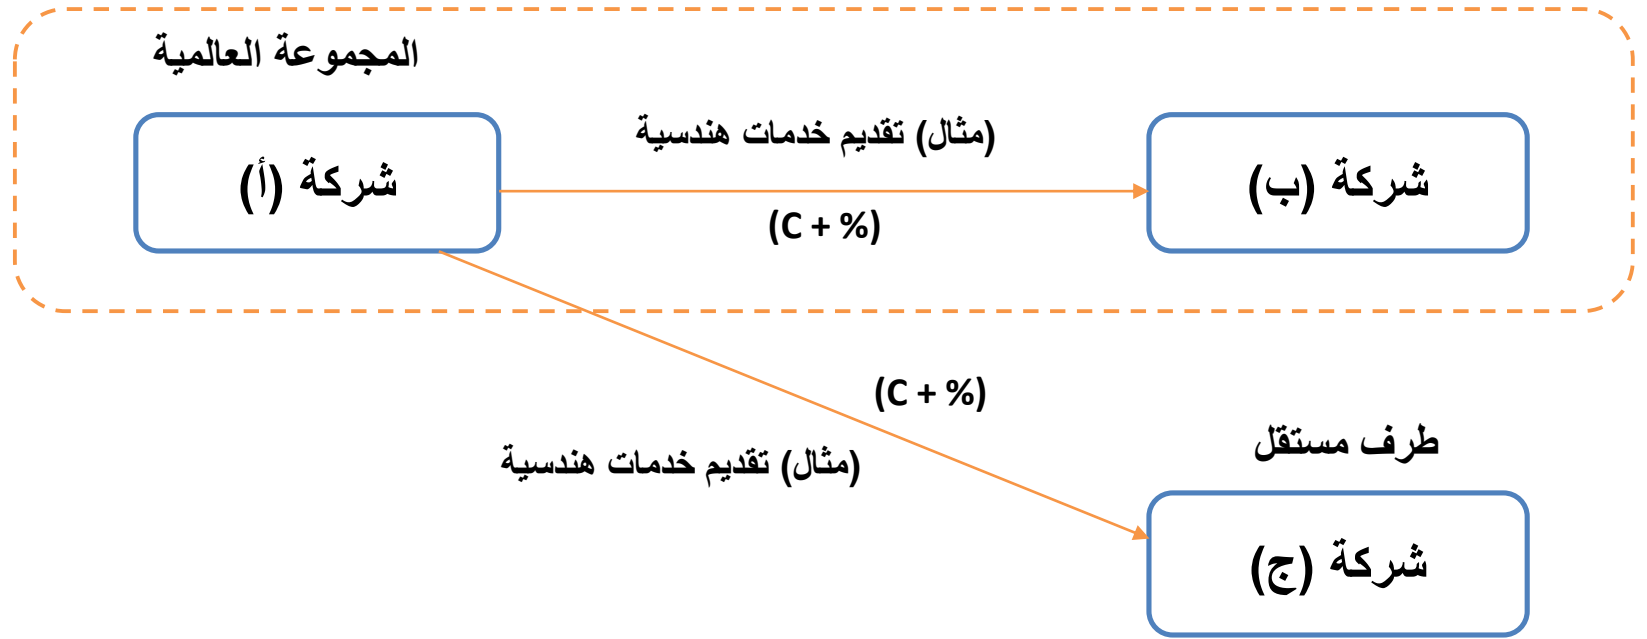 المجموعة العالمية
شركة (أ)
(مثال) تقديم خدمات هندسية
(C + %)
شركة (ب)
(C + %)
(مثال) تقديم خدمات هندسية
طرف مستقل
شركة (ج)